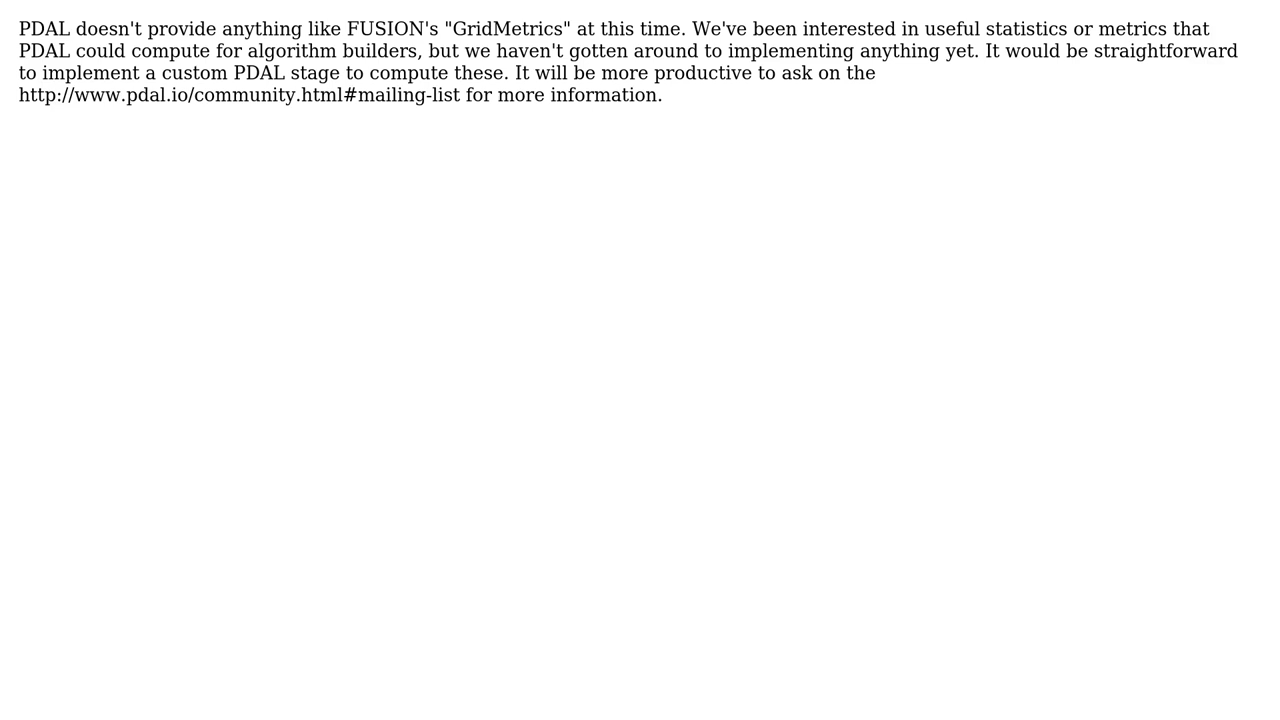 PDAL doesn't provide anything like FUSION's "GridMetrics" at this time. We've been interested in useful statistics or metrics that
PDAL could compute for algorithm builders, but we haven't gotten around to implementing anything yet. It would be straightforward
to implement a custom PDAL stage to compute these. It will be more productive to ask on the
http://www.pdal.io/community.html#mailing-list for more information.